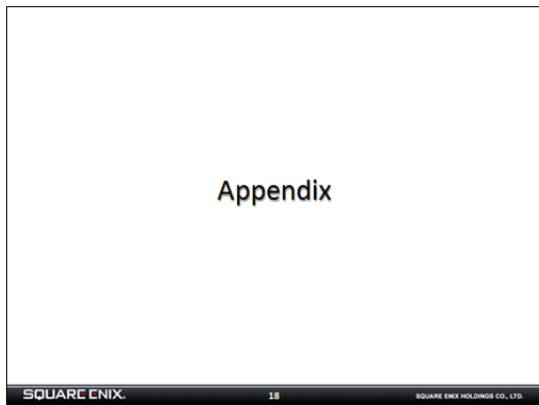 Appendix
SQUARE ENIX.
18
SQUARE ENIX HOLDINGS CO., LTD.